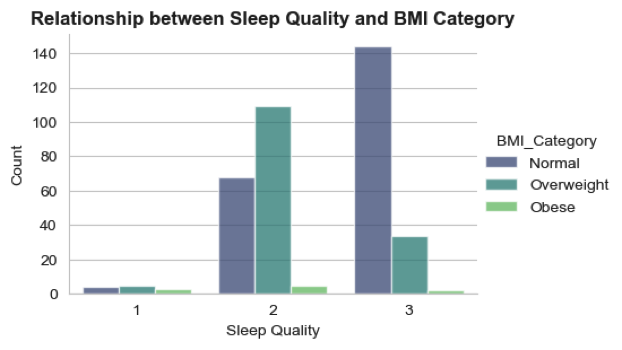 Relationship between Sleep Quality and BMI Category
140
120
100
80
60
40
20
0
Count
1 2 3
Sleep Quality
BMI_Category
Normal
Overweight
Obese